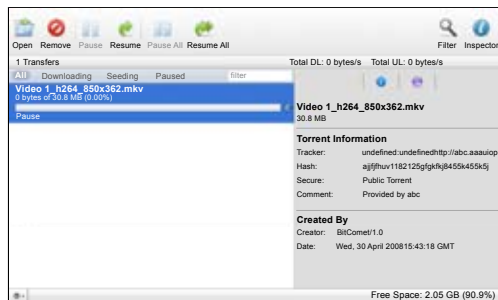 Open Remove Pause Resume Pause All Resume All Filter Inspector
1 Transfers Total DL: 0 bytes/s Total UL: 0 bytes/s
All Downloading Seeding Paused filter
Video 1_h264_850x362.mkv
0 bytes of 30.8 MB (0.00%)
Pause
Video 1_h264_850x362.mkv
30.8 MB
Torrent Information
Tracker: undefined:undefinedhttp://abc.aaauiop
Hash: ajjfjfhuv1182125gfgkfkj8455k455k5j
Secure: Public Torrent
Comment: Provided by abc
Created By
Creator: BitComet/1.0
Date: Wed, 30 April 200815:43:18 GMT
Free Space: 2.05 GB (90.9%)